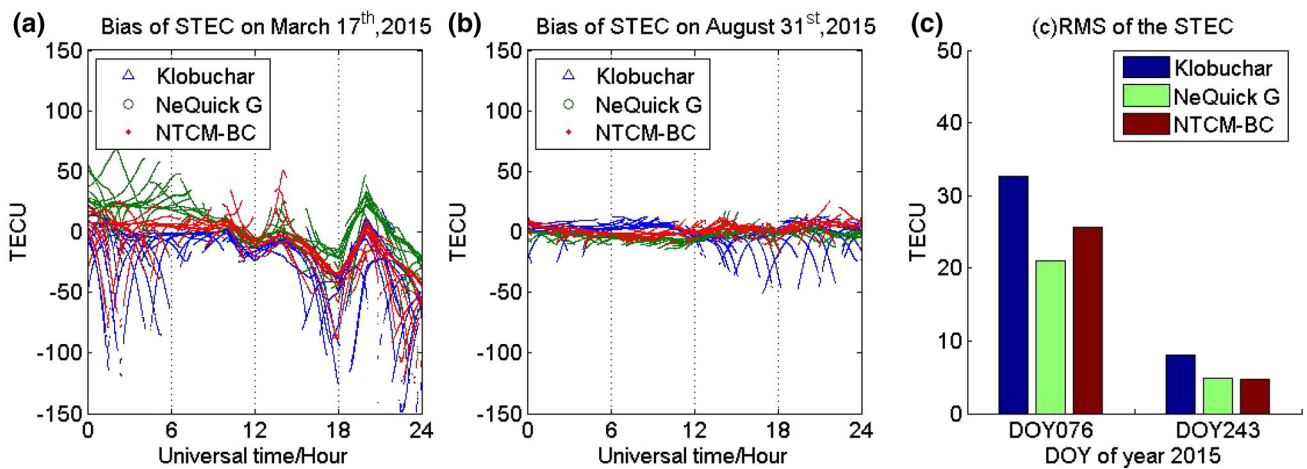 (a) Bias of STEC on March 17th,2015
150
100
50
0
-50
-100
-150
TECU
Klobuchar
NeQuick G
NTCM-BC
0 6 12 18 24
Universal time/Hour
(b) Bias of STEC on August 31st,2015
150
100
50
0
-50
-100
-150
TECU
Klobuchar
NeQuick G
NTCM-BC
0 6 12 18 24
Universal time/Hour
(c) (c)RMS of the STEC
50
40
30
20
10
0
TECU
Klobuchar
NeQuick G
NTCM-BC
DOY076 DOY243
DOY of year 2015